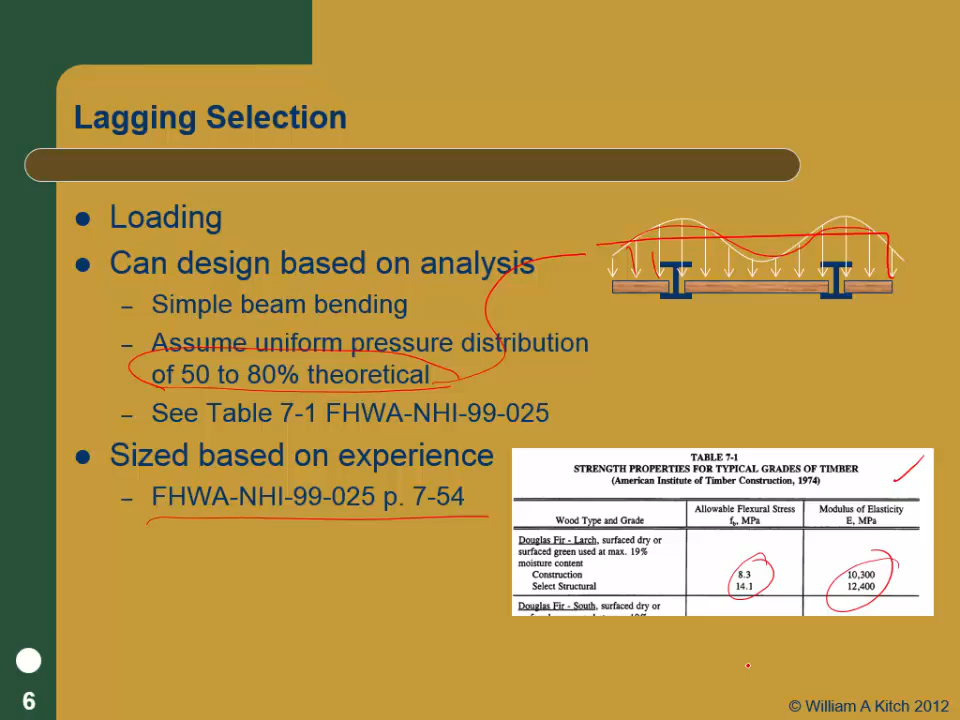 Lagging Selection
● Loading
● Can design based on analysis
– Simple beam bending
– Assume uniform pressure distribution
of 50 to 80% theoretical
– See Table 7-1 FHWA-NHI-99-025
● Sized based on experience
– FHWA-NHI-99-025 p. 7-54
TABLE 7-1
STRENGTH PROPERTIES FOR TYPICAL GRADES OF TIMBER
(American Institute of Timber Construction, 1974)
Wood Type and Grade
Allowable Flexural Stress
fb, MPa
Modulus of Elasticity
E, MPa
Douglas Fir - Larch, surfaced dry or
surfaced green used at max. 19%
moisture content
Construction 8.3 10,300
Select Structural 14.1 12,400
Douglas Fir - South, surfaced dry or
6
© William A Kitch 2012